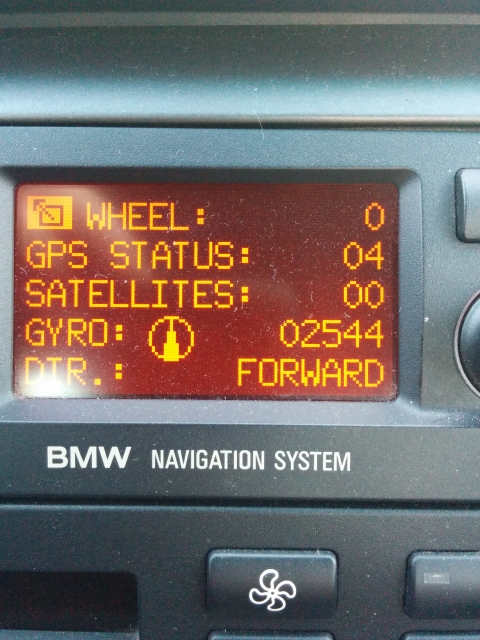 WHEEL: 0
GPS STATUS: 04
SATELLITES: 00
GYRO: 02544
DIR.: FORWARD
BMW NAVIGATION SYSTEM